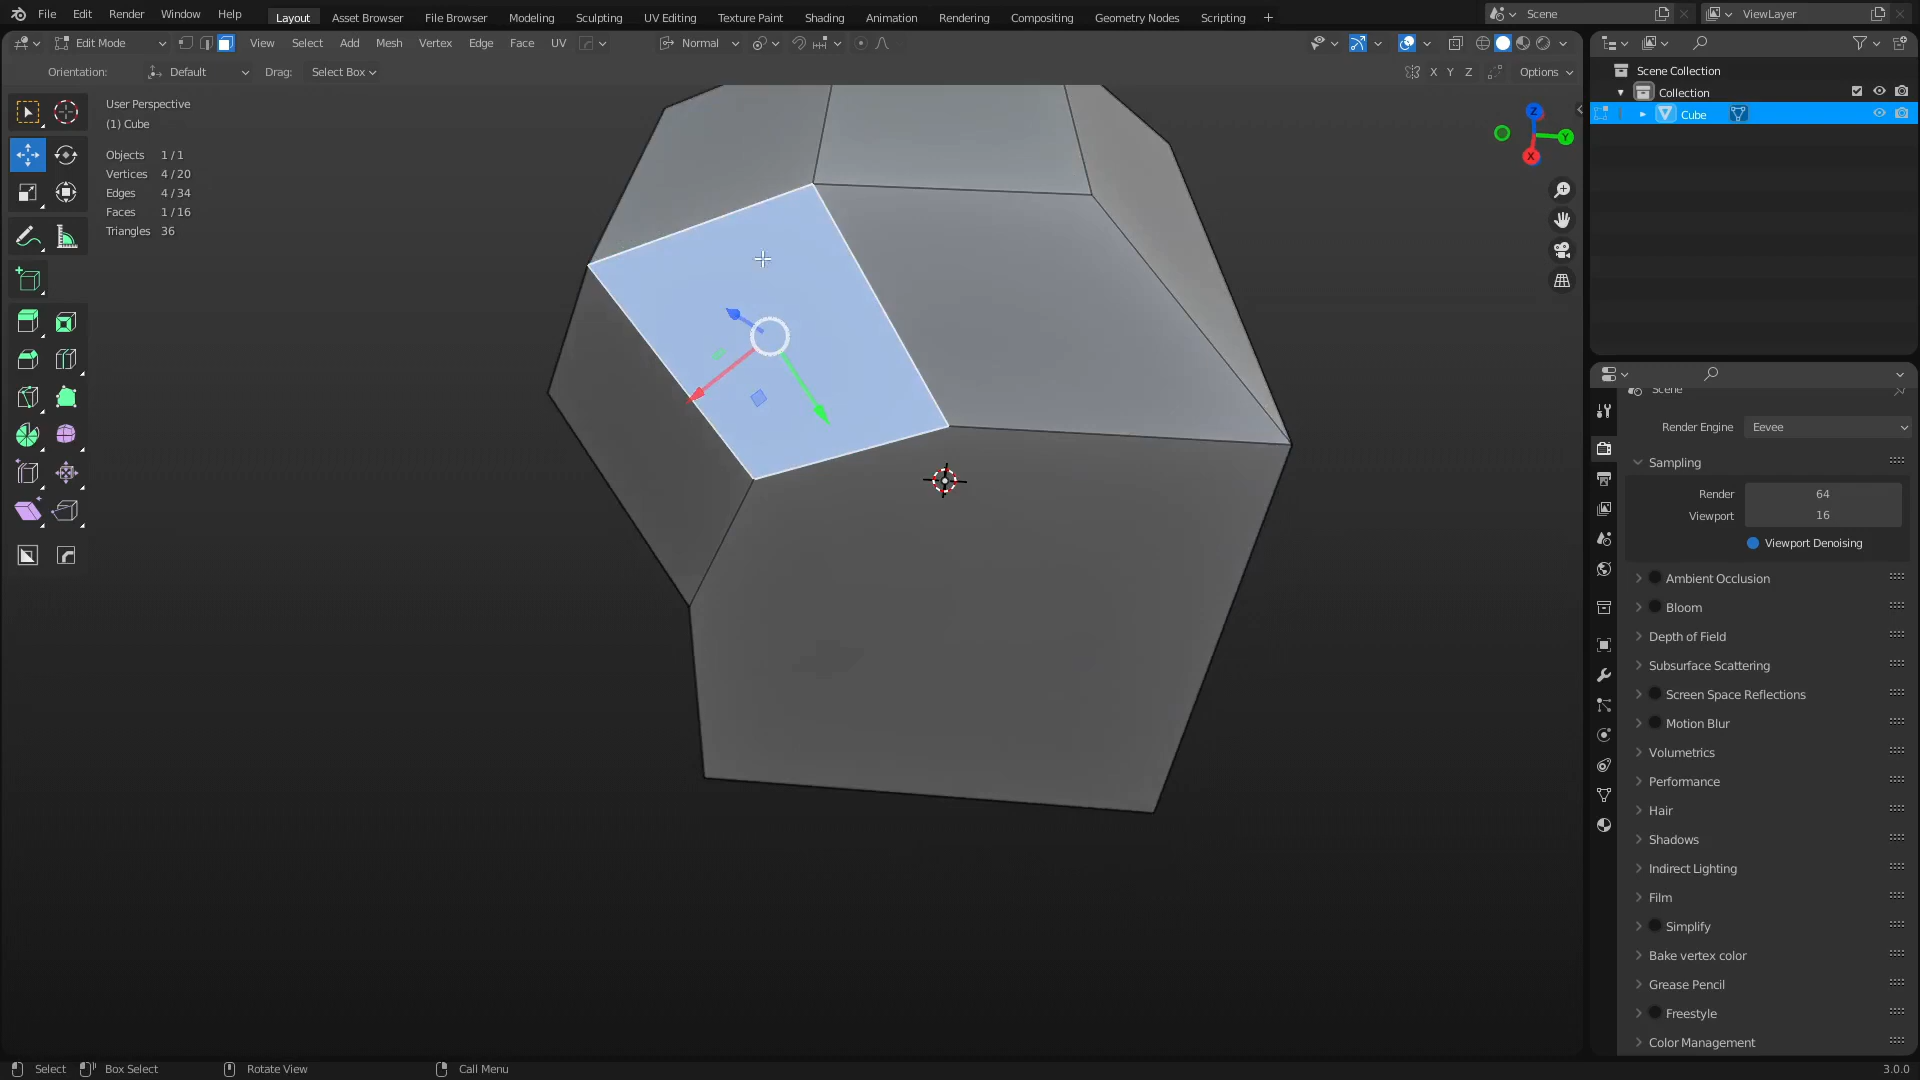 File Edit Render Window Help Layout Asset Browser File Browser Modeling Sculpting UV Editing Texture Paint Shading Animation Rendering Compositing Geometry Nodes Scripting + Scene ViewLayer
Edit Mode View Select Add Mesh Vertex Edge Face UV Normal
Orientation: Default Drag: Select Box X Y Z Options
User Perspective
(1) Cube
Objects 1 / 1
Vertices 4 / 20
Edges 4 / 34
Faces 1 / 16
Triangles 36
Z
Y
X
Scene Collection
Collection
Cube
Scene
Render Engine Eevee
Sampling
Render 64
Viewport 16
Viewport Denoising
Ambient Occlusion
Bloom
Depth of Field
Subsurface Scattering
Screen Space Reflections
Motion Blur
Volumetrics
Performance
Hair
Shadows
Indirect Lighting
Film
Simplify
Bake vertex color
Grease Pencil
Freestyle
Color Management
Select Box Select Rotate View Call Menu 3.0.0